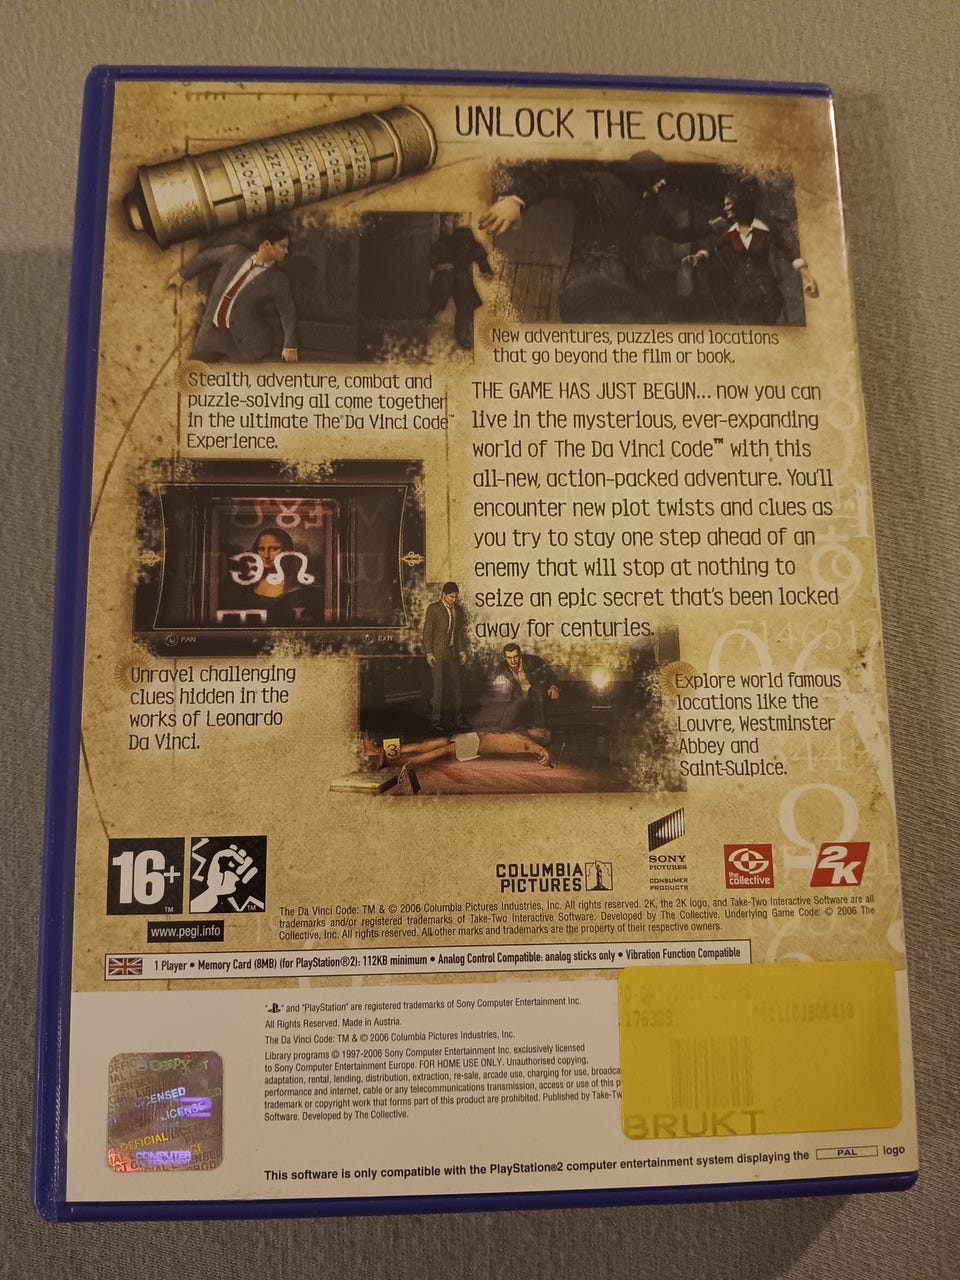 UNLOCK THE CODE
New adventures, puzzles and locations
that go beyond the film or book.
Stealth, adventure, combat and
puzzle-solving all come together
in the ultimate The Da Vinci Code™
Experience.
THE GAME HAS JUST BEGUN... now you can
live in the mysterious, ever-expanding
world of The Da Vinci Code™ with this
all-new, action-packed adventure. You'll
encounter new plot twists and clues as
you try to stay one step ahead of an
enemy that will stop at nothing to
seize an epic secret that's been locked
away for centuries.
L PAN
EXIT
Unravel challenging
clues hidden in the
works of Leonardo
Da Vinci.
3
Explore world famous
locations like the
Louvre, Westminster
Abbey and
Saint-Sulpice.
16+
TM
TM
www.pegi.info
COLUMBIA
PICTURES
SONY
PICTURES
CONSUMER
PRODUCTS
the
collective
2K
The Da Vinci Code: TM & © 2006 Columbia Pictures Industries, Inc. All rights reserved. 2K, the 2K logo, and Take-Two Interactive Software are all
trademarks and/or registered trademarks of Take-Two Interactive Software. Developed by The Collective. Underlying Game Code: © 2006 The
Collective, Inc. All rights reserved. All other marks and trademarks are the property of their respective owners.
1 Player • Memory Card (8MB) (for PlayStation®2): 112KB minimum • Analog Control Compatible: analog sticks only • Vibration Function Compatible
" " and "PlayStation" are registered trademarks of Sony Computer Entertainment Inc.
All Rights Reserved. Made in Austria.
The Da Vinci Code: TM & © 2006 Columbia Pictures Industries, Inc.
Library programs © 1997-2006 Sony Computer Entertainment Inc. exclusively licensed
to Sony Computer Entertainment Europe. FOR HOME USE ONLY. Unauthorised copying,
adaptation, rental, lending, distribution, extraction, re-sale, arcade use, charging for use, broadca
performance and internet, cable or any telecommunications transmission, access or use of this p
trademark or copyright work that forms part of this product are prohibited. Published by Take-Tw
Software. Developed by The Collective.
176309
BRUKT
LICENSED
OFFICIAL
COMPUTER
This software is only compatible with the PlayStation®2 computer entertainment system displaying the PAL logo